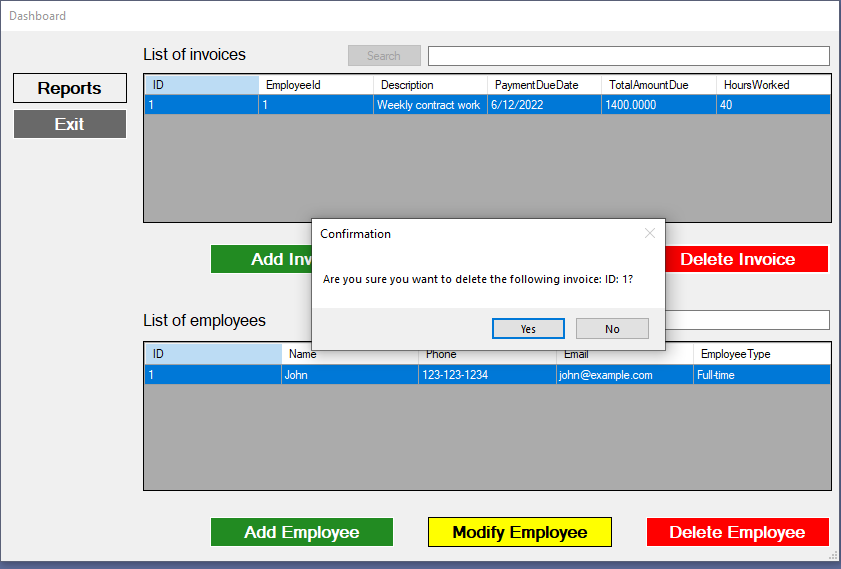 Dashboard
List of invoices
Search
Reports
Exit
ID EmployeeId Description PaymentDueDate TotalAmountDue HoursWorked
1 1 Weekly contract work 6/12/2022 1400.0000 40
Confirmation
Are you sure you want to delete the following invoice: ID: 1?
Yes No
Add Inv
Delete Invoice
List of employees
ID Name Phone Email EmployeeType
1 John 123-123-1234 john@example.com Full-time
Add Employee Modify Employee Delete Employee